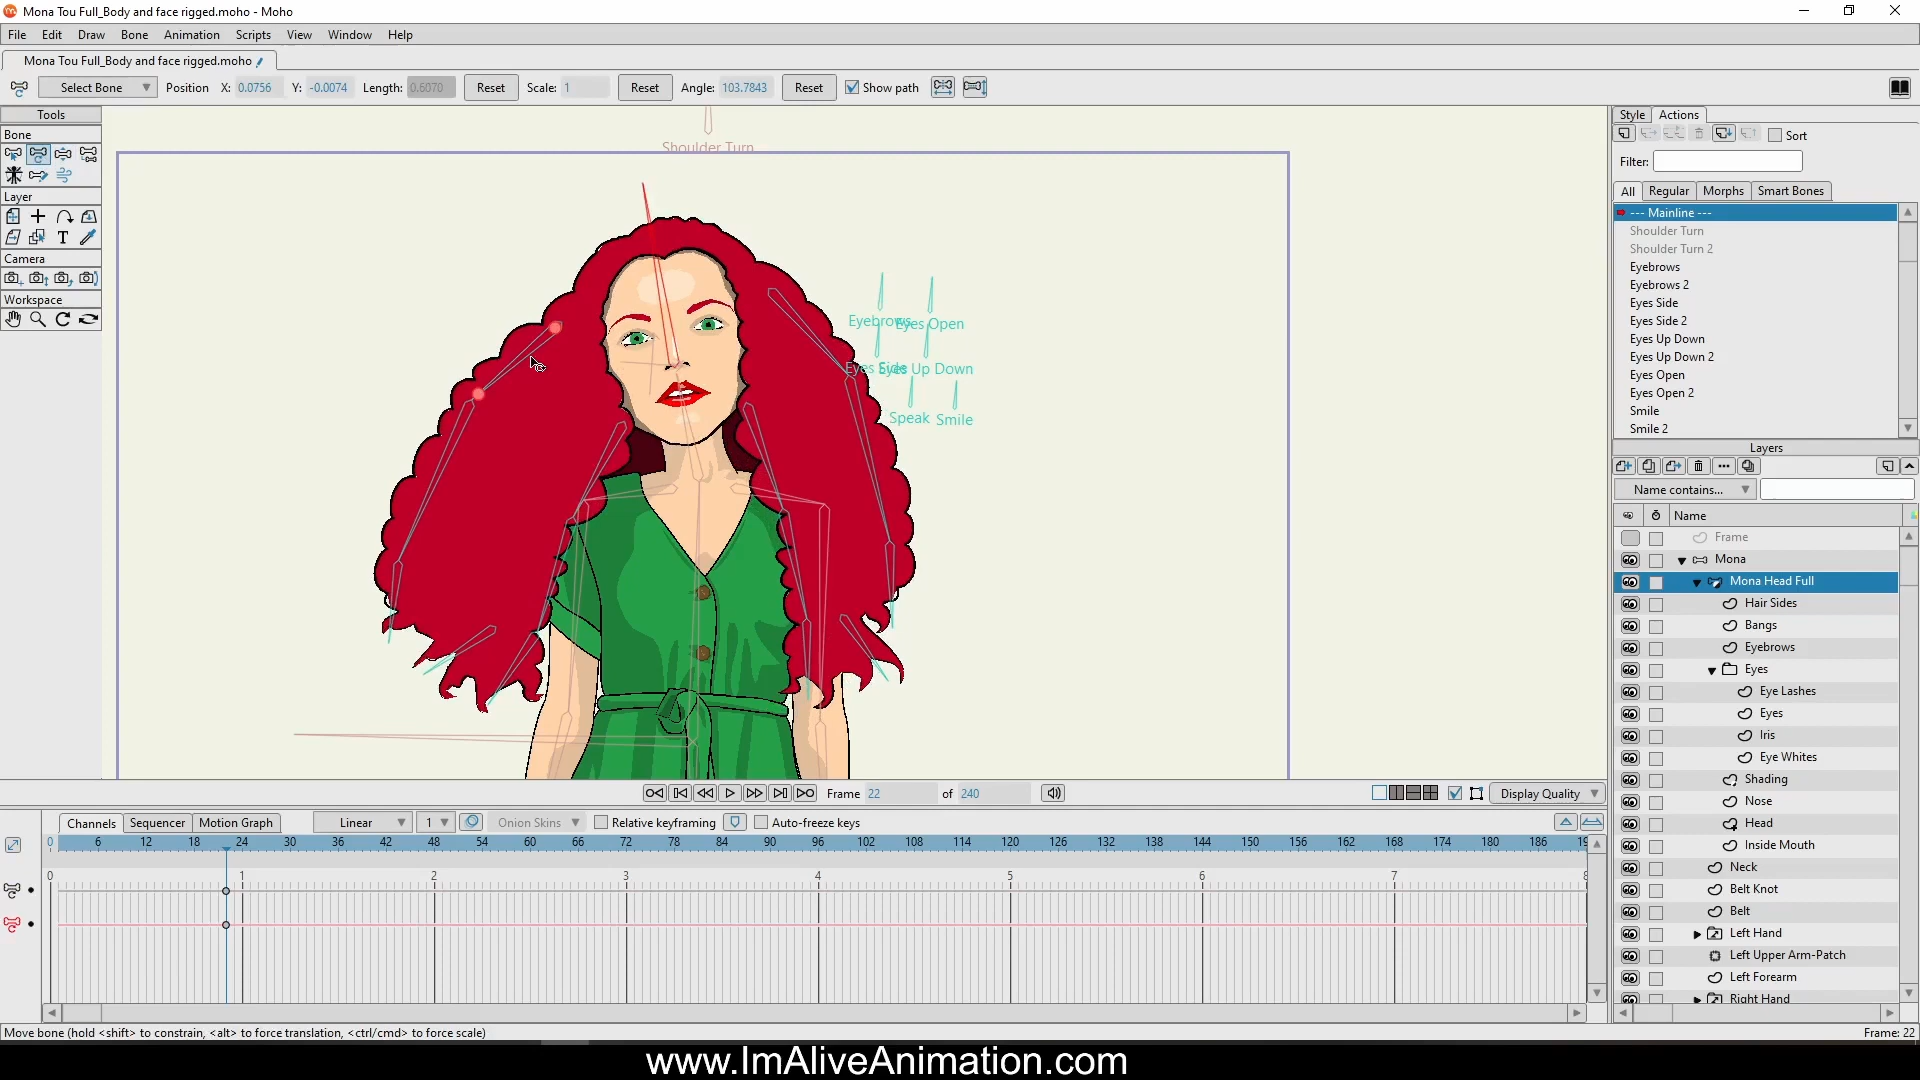 Mona Tou Full_Body and face rigged.moho - Moho
File Edit Draw Bone Animation Scripts View Window Help
Mona Tou Full_Body and face rigged.moho
Select Bone Position X: 0.0756 Y: -0.0074 Length: 0.6070 Reset Scale: 1 Reset Angle: 103.7843 Reset Show path
Tools
Bone
Layer
Camera
Workspace
Shoulder Turn
Eyebrows
Eyes Open
Eyes Side
Eyes Up Down
Speak
Smile
Style Actions
Sort
Filter:
All Regular Morphs Smart Bones
--- Mainline ---
Shoulder Turn
Shoulder Turn 2
Eyebrows
Eyebrows 2
Eyes Side
Eyes Side 2
Eyes Up Down
Eyes Up Down 2
Eyes Open
Eyes Open 2
Smile
Smile 2
Layers
Name contains...
Name
Frame
Mona
Mona Head Full
Hair Sides
Bangs
Eyebrows
Eyes
Eye Lashes
Eyes
Iris
Eye Whites
Shading
Nose
Head
Inside Mouth
Neck
Belt Knot
Belt
Left Hand
Left Upper Arm-Patch
Left Forearm
Right Hand
Frame 22 of 240 Display Quality
Channels Sequencer Motion Graph Linear 1 Onion Skins Relative keyframing Auto-freeze keys
0 6 12 18 24 30 36 42 48 54 60 66 72 78 84 90 96 102 108 114 120 126 132 138 144 150 156 162 168 174 180 186 19
0 1 2 3 4 5 6 7 8
Move bone (hold <shift> to constrain, <alt> to force translation, <ctrl/cmd> to force scale) Frame: 22
www.ImAliveAnimation.com